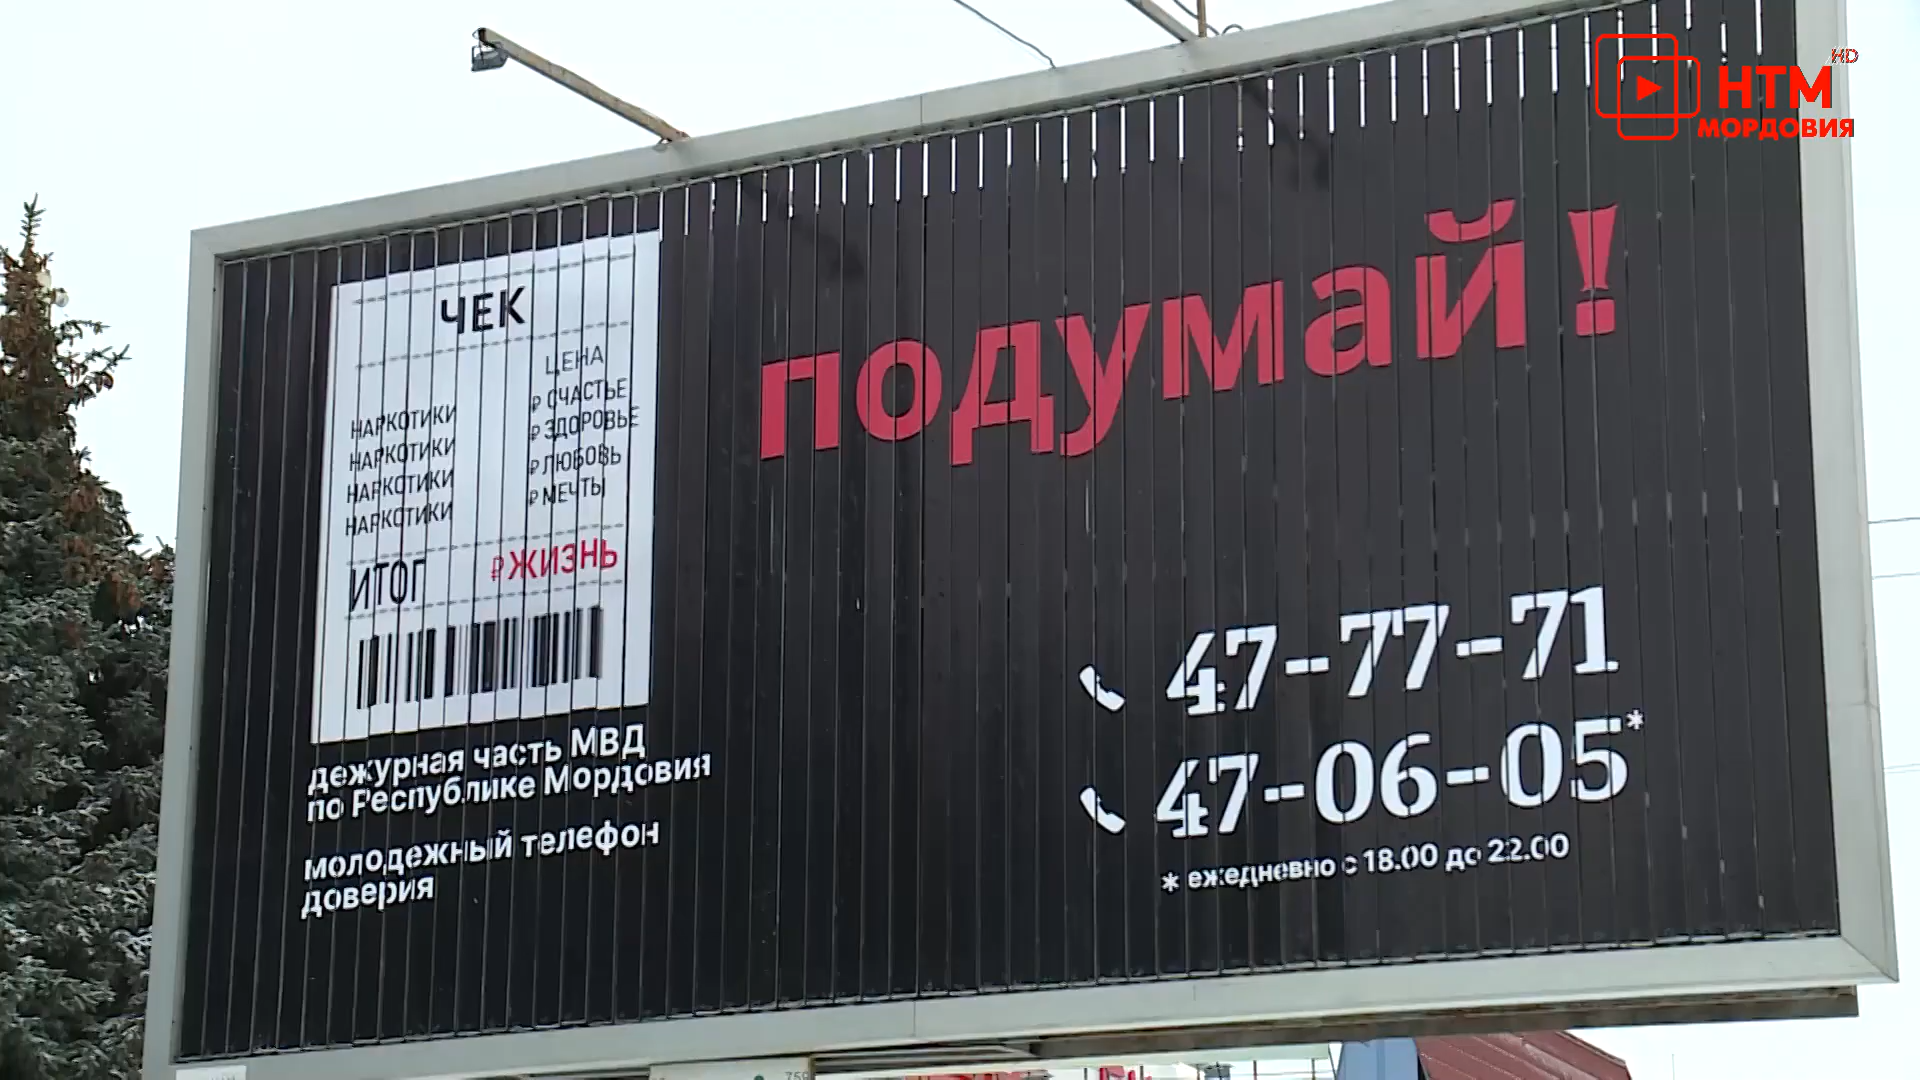 HD
НТМ
МОРДОВИЯ
ЧЕК
ЦЕНА
НАРКОТИКИ ₽ СЧАСТЬЕ
НАРКОТИКИ ₽ ЗДОРОВЬЕ
НАРКОТИКИ ₽ ЛЮБОВЬ
НАРКОТИКИ ₽ МЕЧТЫ
ИТОГ ₽ ЖИЗНЬ
подумай!
дежурная часть МВД
по Республике Мордовия
47-77-71
молодежный телефон
доверия
47-06-05*
* ежедневно с 18.00 до 22.00